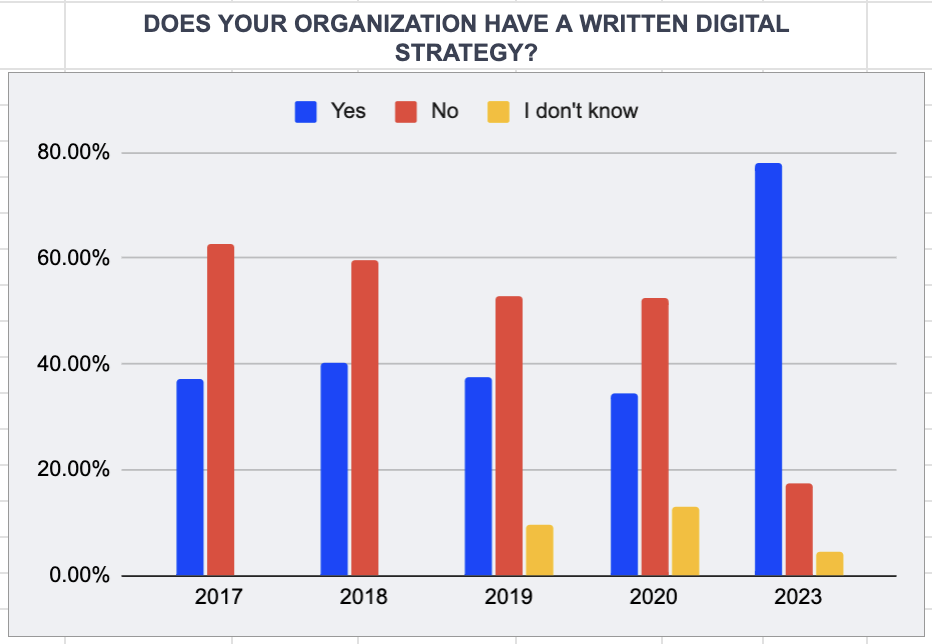 DOES YOUR ORGANIZATION HAVE A WRITTEN DIGITAL
STRATEGY?
Yes No I don't know
80.00%
60.00%
40.00%
20.00%
0.00%
2017 2018 2019 2020 2023